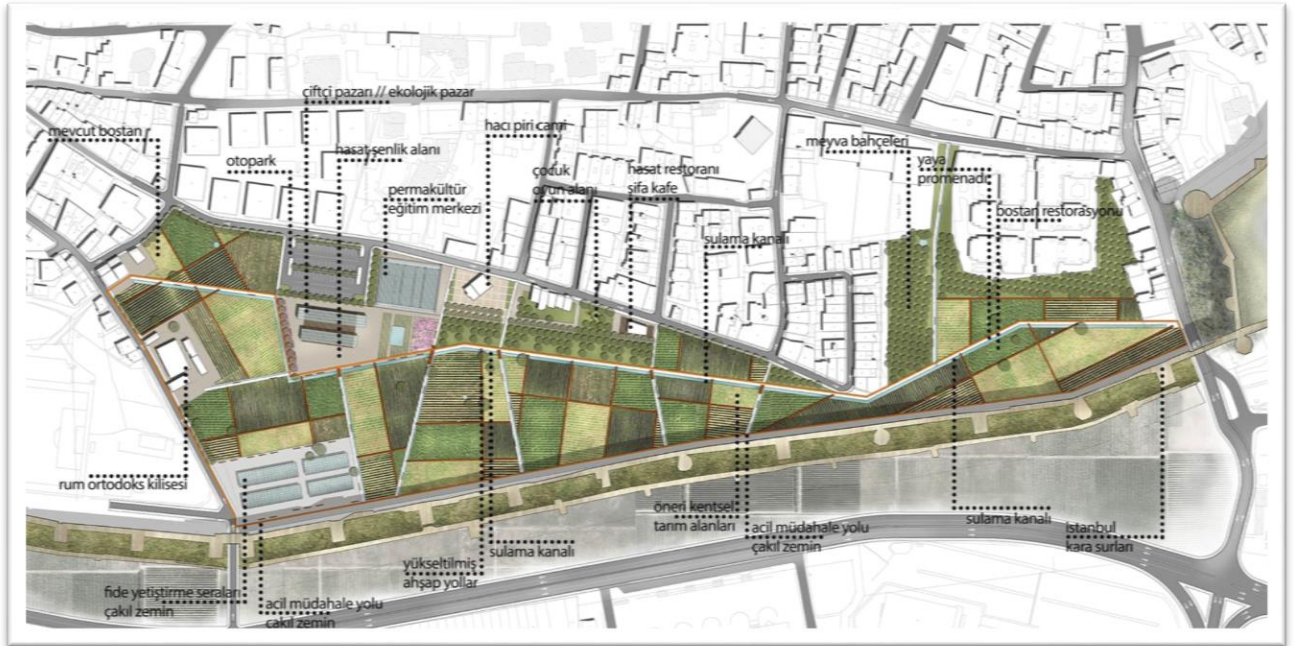 çiftçi pazarı // ekolojik pazar
mevcut bostan
otopark
hasat şenlik alanı
hacı piri cami
permakültür
eğitim merkezi
çocuk
oyun alanı
hasat restoranı
şifa kafe
sulama kanalı
meyva bahçeleri
yaya
promenadı
bostan restorasyonu
rum ortodoks kilisesi
fide yetiştirme seraları
çakıl zemin
acil müdahale yolu
çakıl zemin
yükseltilmiş
ahşap yollar
sulama kanalı
öneri kentsel
tarım alanları
acil müdahale yolu
çakıl zemin
sulama kanalı
istanbul
kara surları